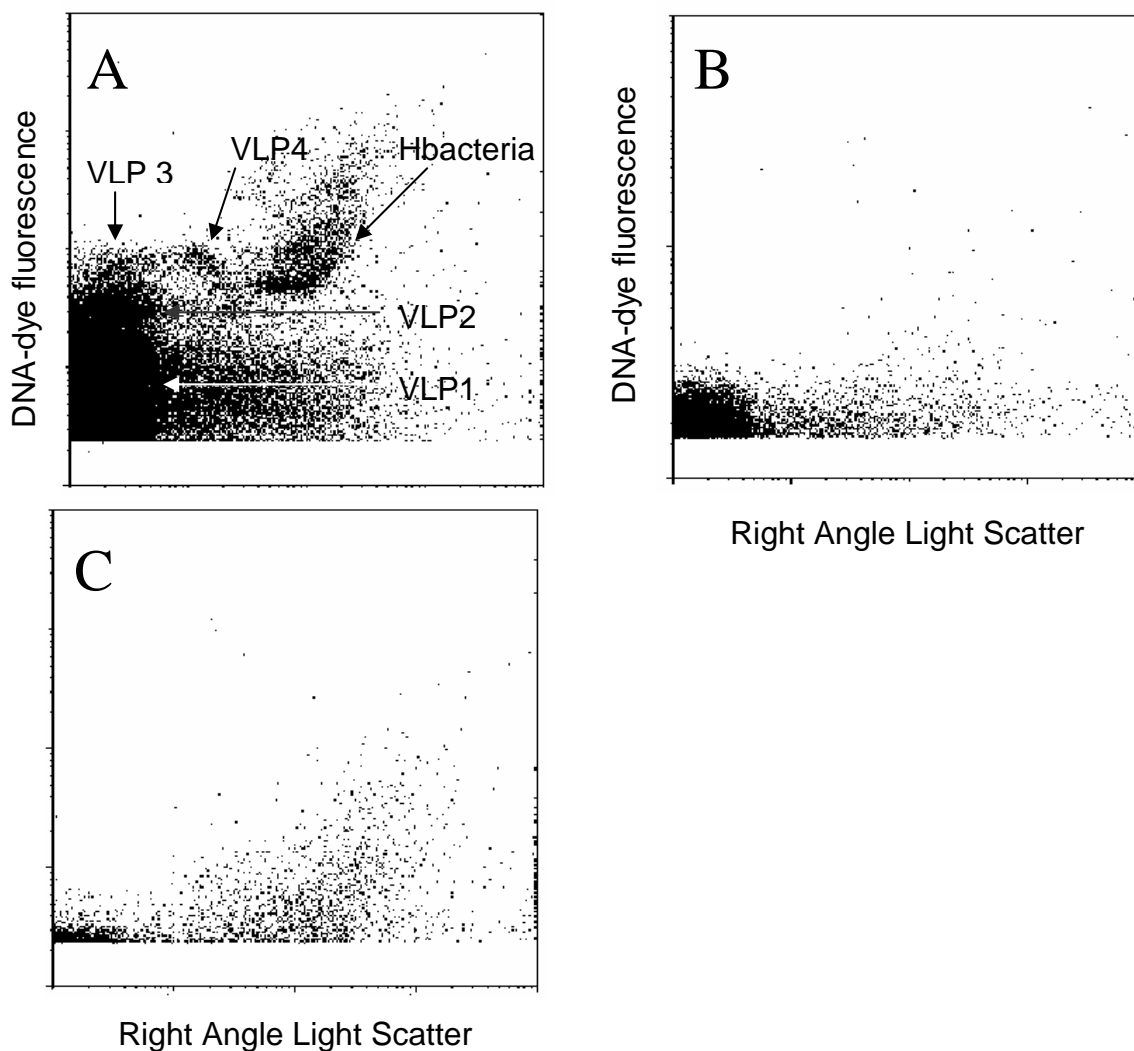 A
DNA-dye fluorescence
VLP 3
VLP4
Hbacteria
VLP2
VLP1
B
DNA-dye fluorescence
Right Angle Light Scatter
C
Right Angle Light Scatter